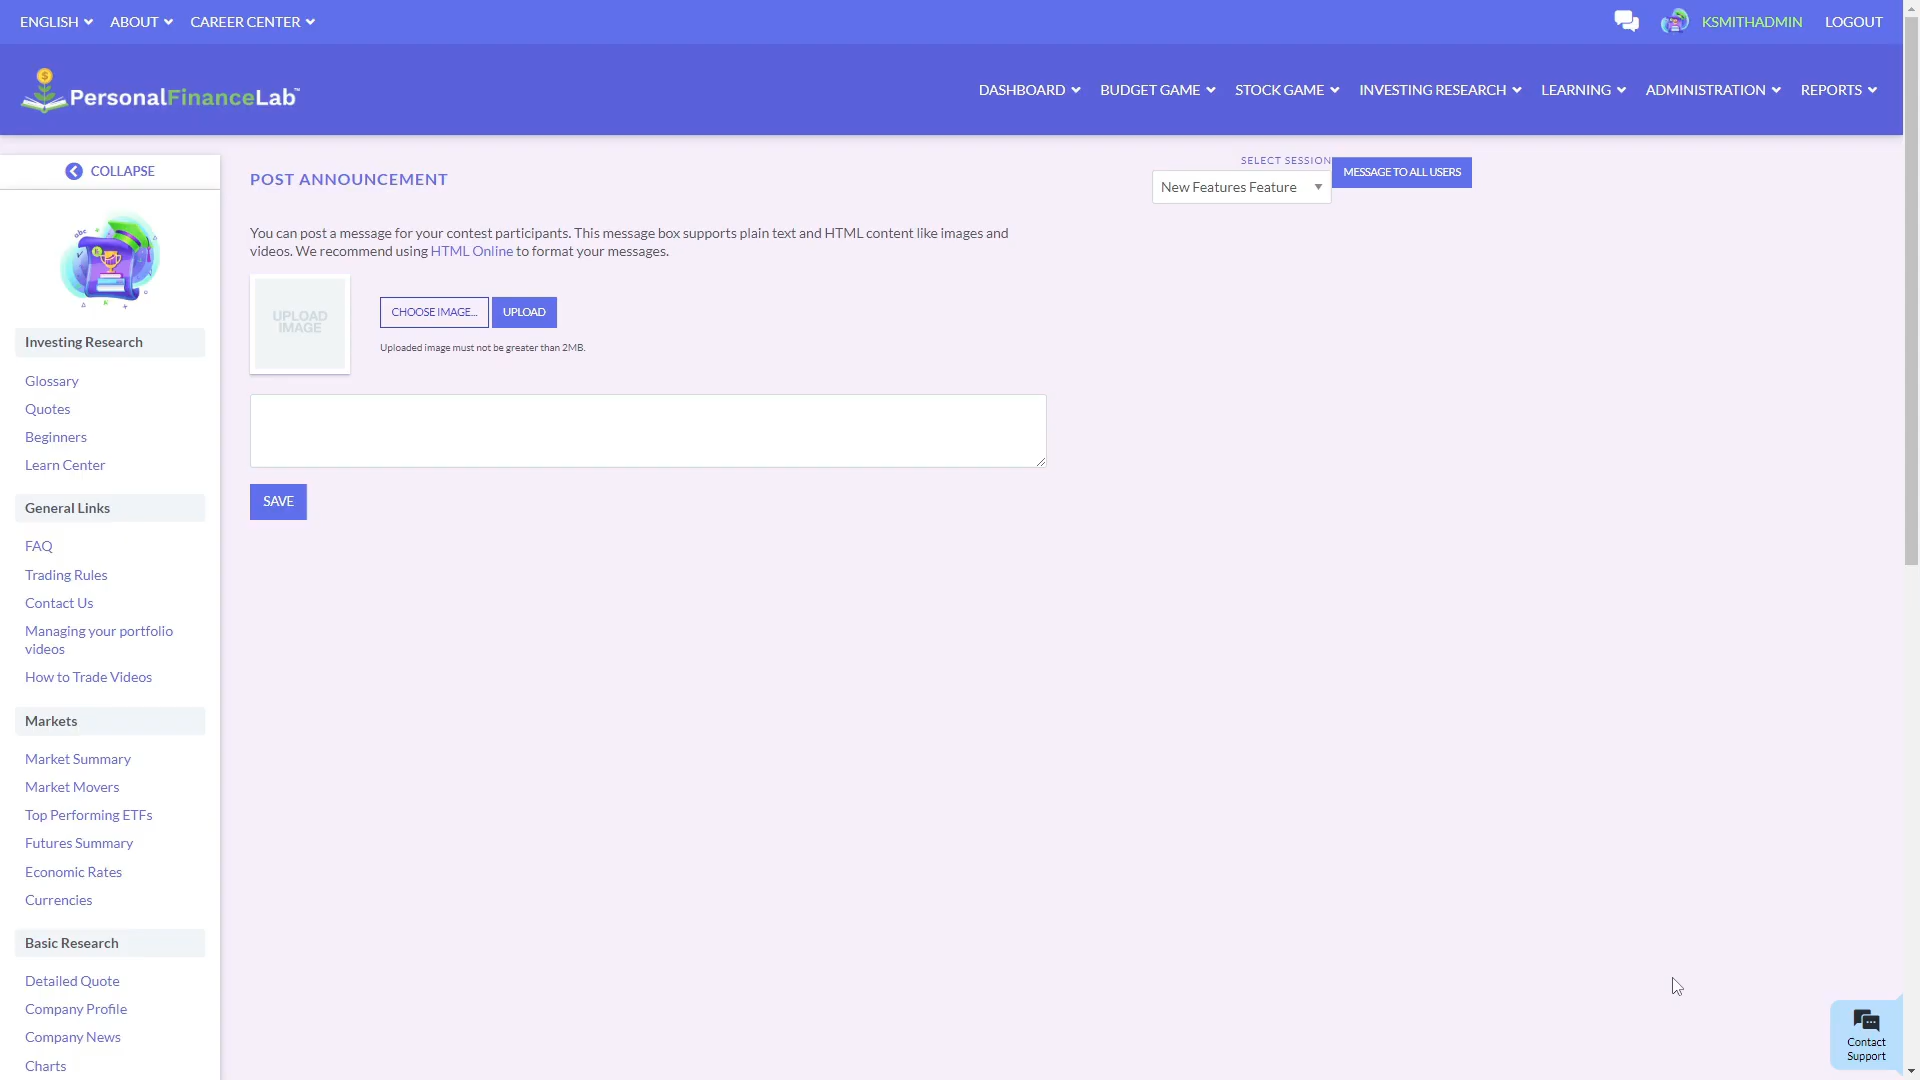 ENGLISH
ABOUT
CAREER CENTER
KSMITHADMIN
LOGOUT
PersonalFinanceLab™
DASHBOARD
BUDGET GAME
STOCK GAME
INVESTING RESEARCH
LEARNING
ADMINISTRATION
REPORTS
COLLAPSE
Investing Research
Glossary
Quotes
Beginners
Learn Center
General Links
FAQ
Trading Rules
Contact Us
Managing your portfolio
videos
How to Trade Videos
Markets
Market Summary
Market Movers
Top Performing ETFs
Futures Summary
Economic Rates
Currencies
Basic Research
Detailed Quote
Company Profile
Company News
Charts
POST ANNOUNCEMENT
SELECT SESSION
New Features Feature
MESSAGE TO ALL USERS
You can post a message for your contest participants. This message box supports plain text and HTML content like images and
videos. We recommend using HTML Online to format your messages.
UPLOAD
IMAGE
CHOOSE IMAGE...
UPLOAD
Uploaded image must not be greater than 2MB.
SAVE
Contact
Support